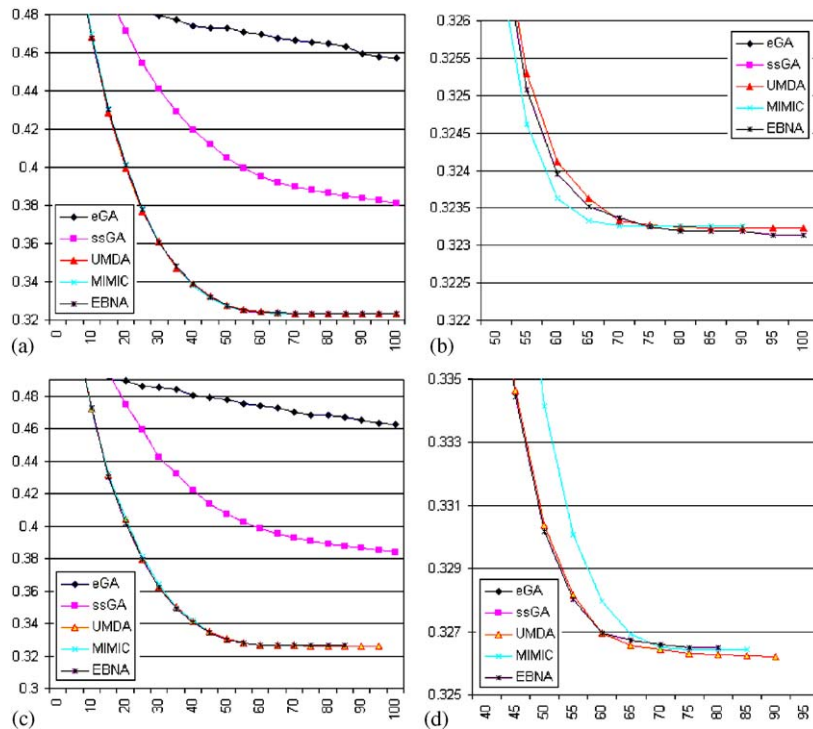 0.48
0.46
0.44
0.42
0.4
0.38
0.36
0.34
0.32
eGA
ssGA
UMDA
MIMIC
EBNA
0 10 20 30 40 50 60 70 80 90 100
(a)
0.326
0.3255
0.325
0.3245
0.324
0.3235
0.323
0.3225
0.322
eGA
ssGA
UMDA
MIMIC
EBNA
50 55 60 65 70 75 80 85 90 95 100
(b)
0.48
0.46
0.44
0.42
0.4
0.38
0.36
0.34
0.32
0.3
eGA
ssGA
UMDA
MIMIC
EBNA
0 10 20 30 40 50 60 70 80 90 100
(c)
0.335
0.333
0.331
0.329
0.327
0.325
eGA
ssGA
UMDA
MIMIC
EBNA
40 45 50 55 60 65 70 75 80 85 90 95
(d)